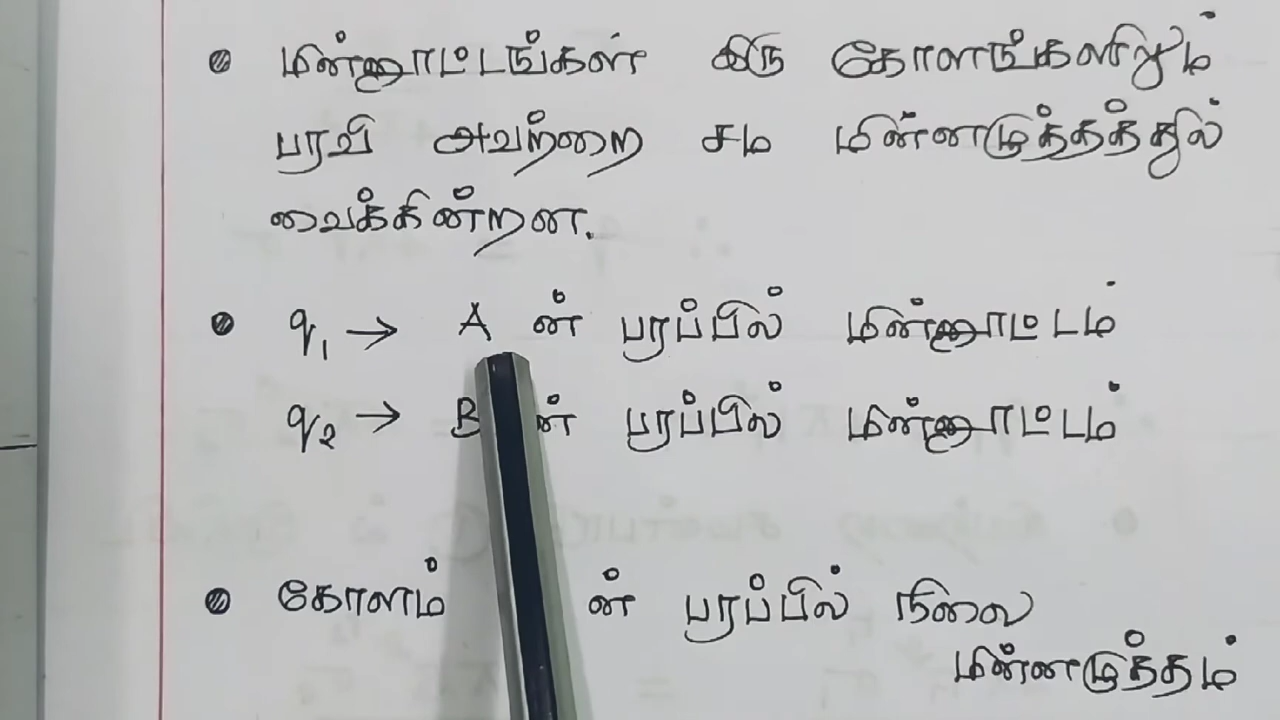 மின்னூட்டங்கள் இரு கோளங்களிலும்
பரவி அவற்றை சம மின்னழுத்தத்தில்
வைக்கின்றன.
q₁ → A ன் பரப்பில் மின்னூட்டம்
q₂ → B ன் பரப்பில் மின்னூட்டம்
கோளம் ன் பரப்பில் நிலை
மின்னழுத்தம்